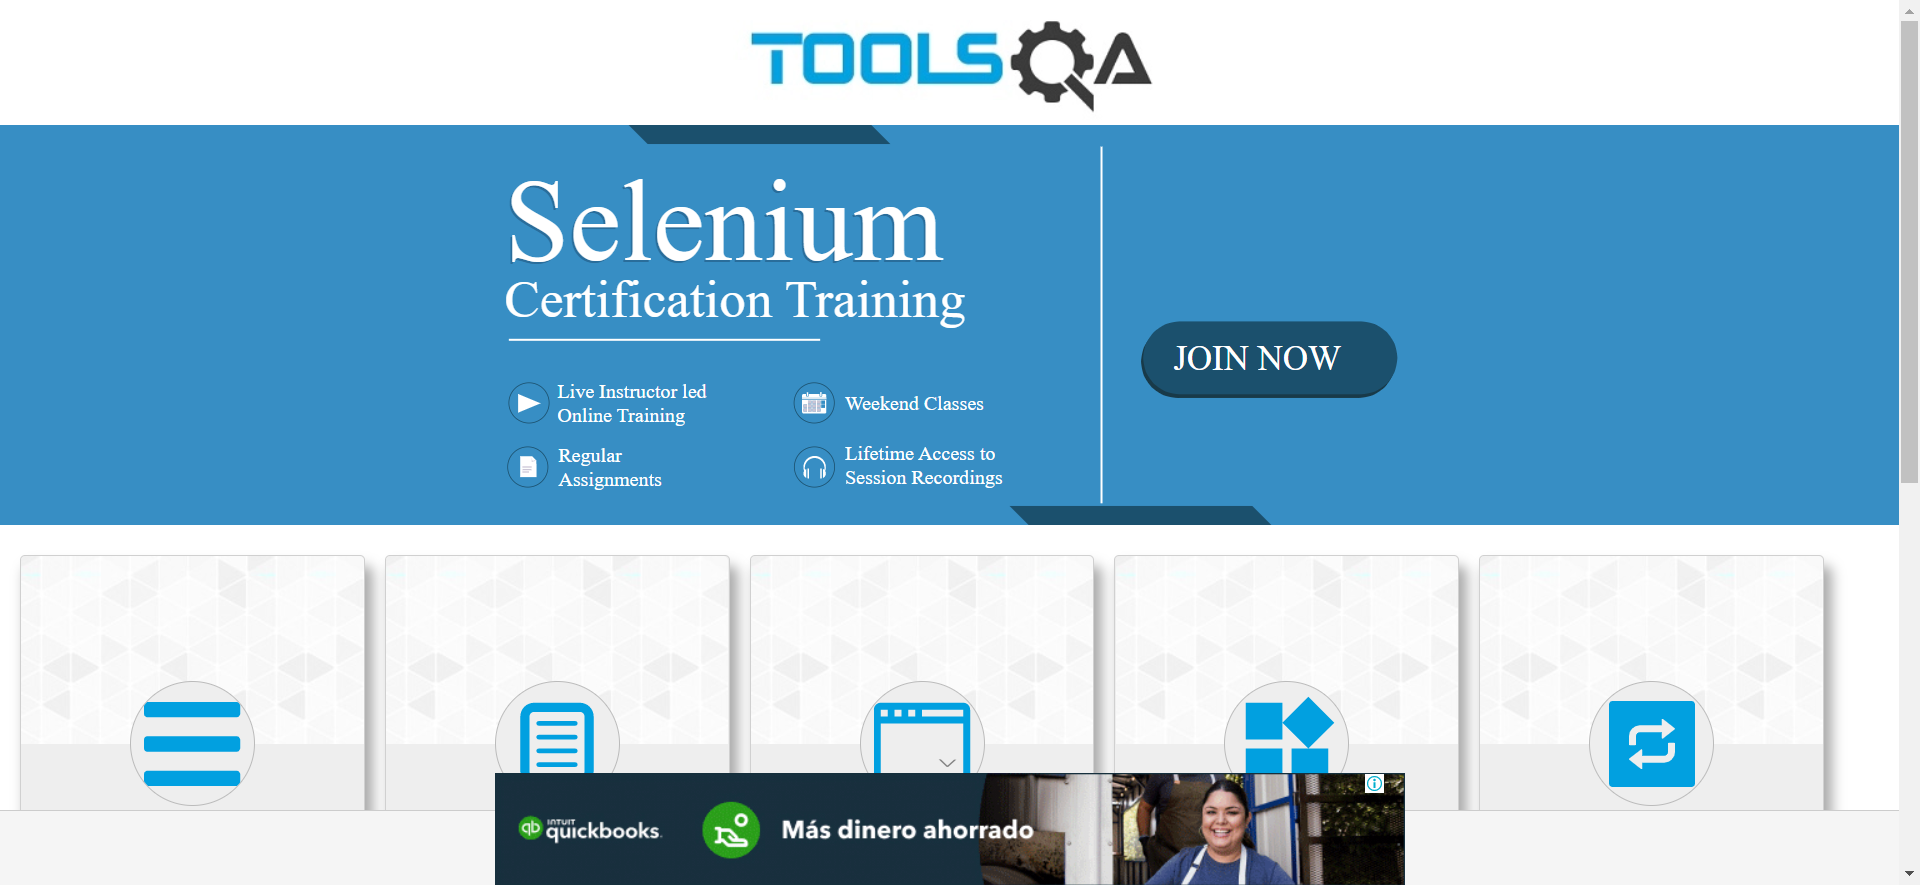 TOOLSQA
Selenium
Certification Training
JOIN NOW
Live Instructor led
Online Training
Weekend Classes
Regular
Assignments
Lifetime Access to
Session Recordings
qb INTUIT
quickbooks.
Más dinero ahorrado